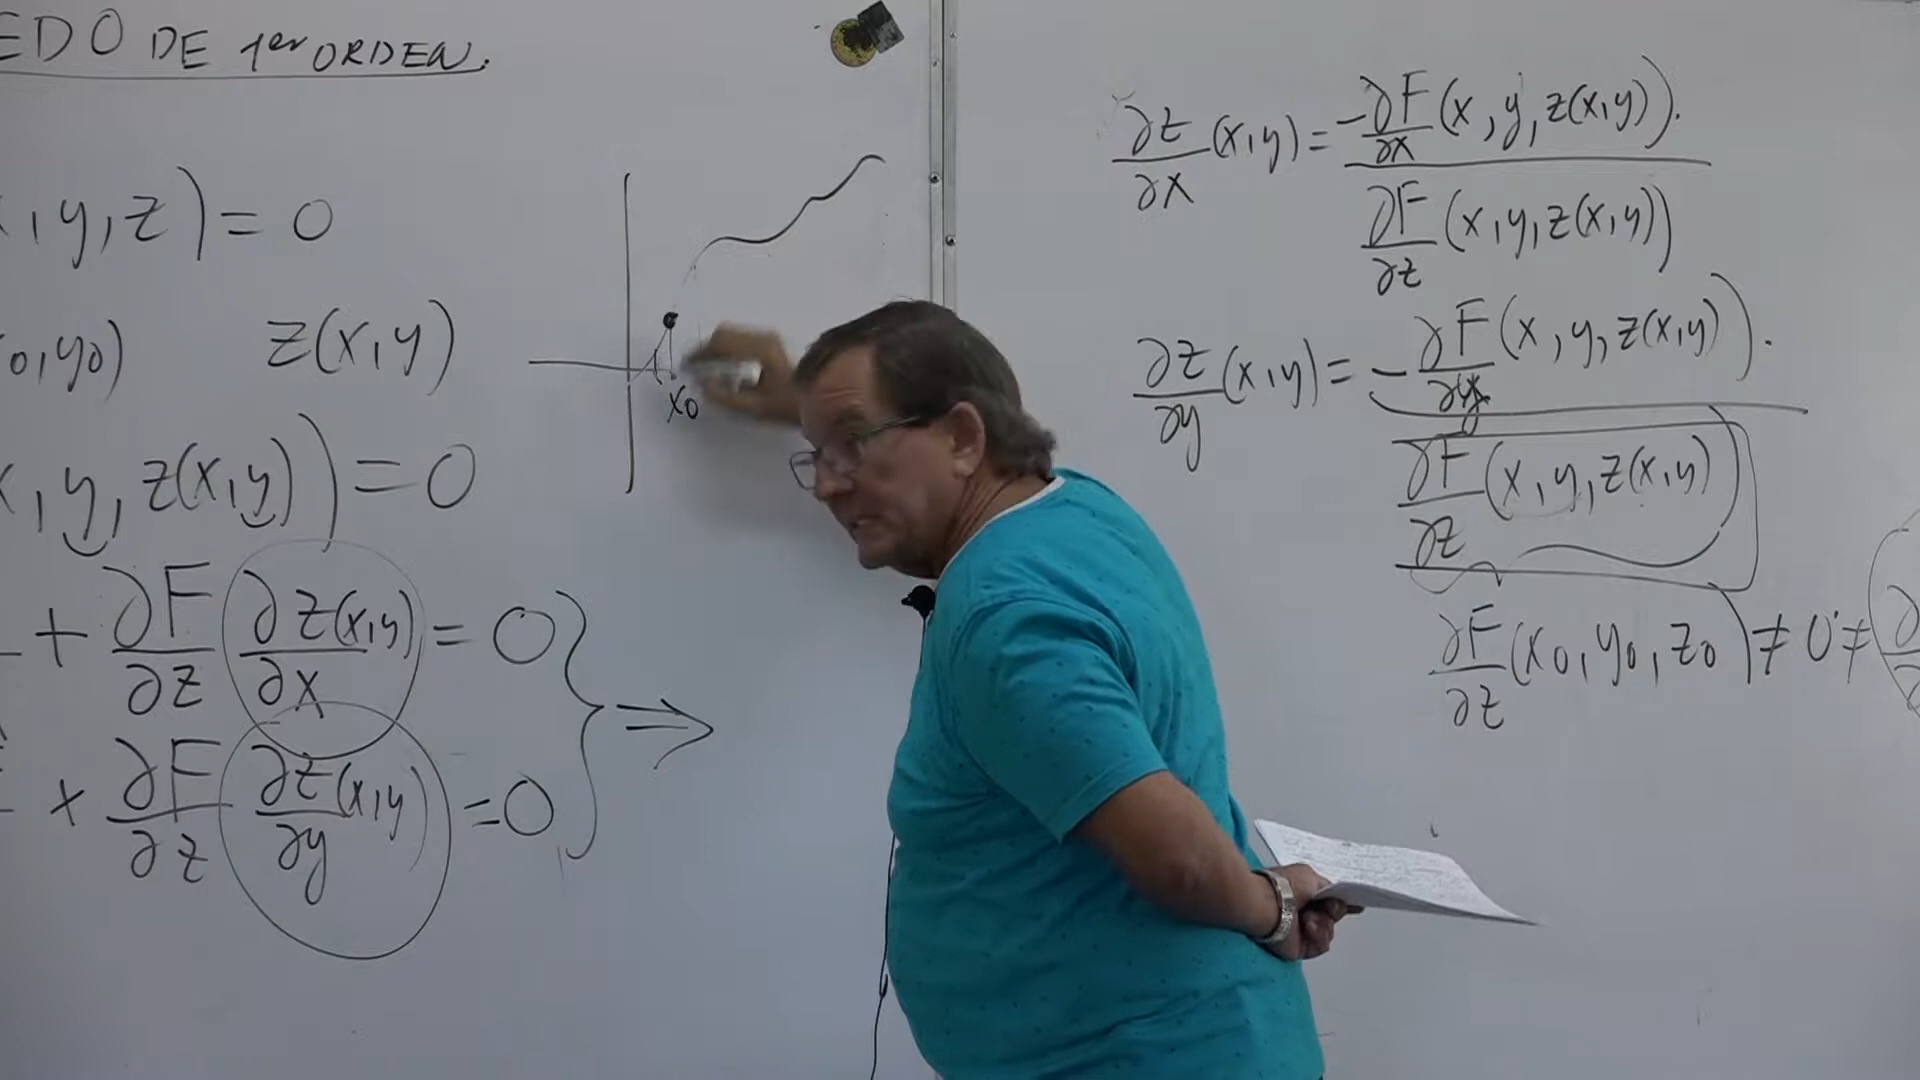 EDO DE 1er ORDEN.
, y, z) = 0
0, y0) z(x, y)
x, y, z(x, y)) = 0
+ ∂F/∂z ∂z(x,y)/∂x = 0
+ ∂F/∂z ∂z(x,y)/∂y = 0 } ⇒
x0
∂z/∂x (x, y) = -∂F/∂x (x, y, z(x, y)). / ∂F/∂z (x, y, z(x, y))
∂z/∂y (x, y) = -∂F/∂y (x, y, z(x, y)). / ∂F/∂z (x, y, z(x, y))
∂F/∂z (x0, y0, z0) ≠ 0 ≠